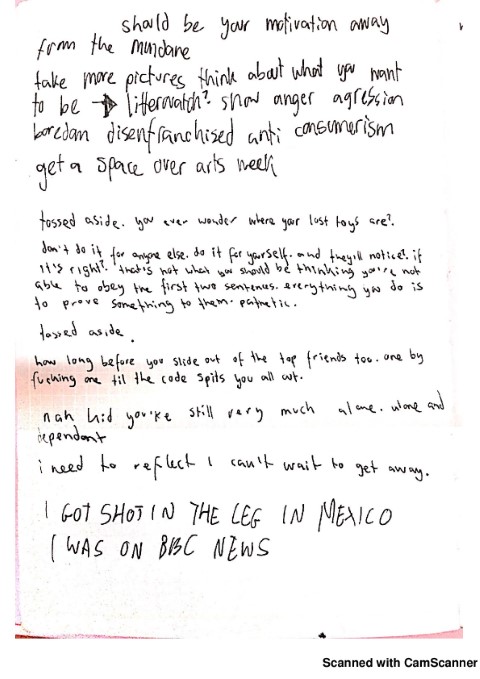 should be your motivation away
from the mundane
take more pictures think about what you want
to be → litterwatch? show anger agression
boredom disenfranchised anti consumerism
get a space over arts week
tossed aside. you ever wonder where your lost toys are?
don't do it for anyone else. do it for yourself. and they'll notice!. if
it's right?. that's not what you should be thinking you're not
able to obey the first two sentences. everything you do is
to prove something to them. pathetic.
tossed aside.
how long before you slide out of the top friends too. one by
fucking one til the code spits you all out.
nah kid you're still very much alone. alone and
dependant
i need to reflect I can't wait to get away.
I GOT SHOT IN THE LEG IN MEXICO
I WAS ON BBC NEWS
Scanned with CamScanner